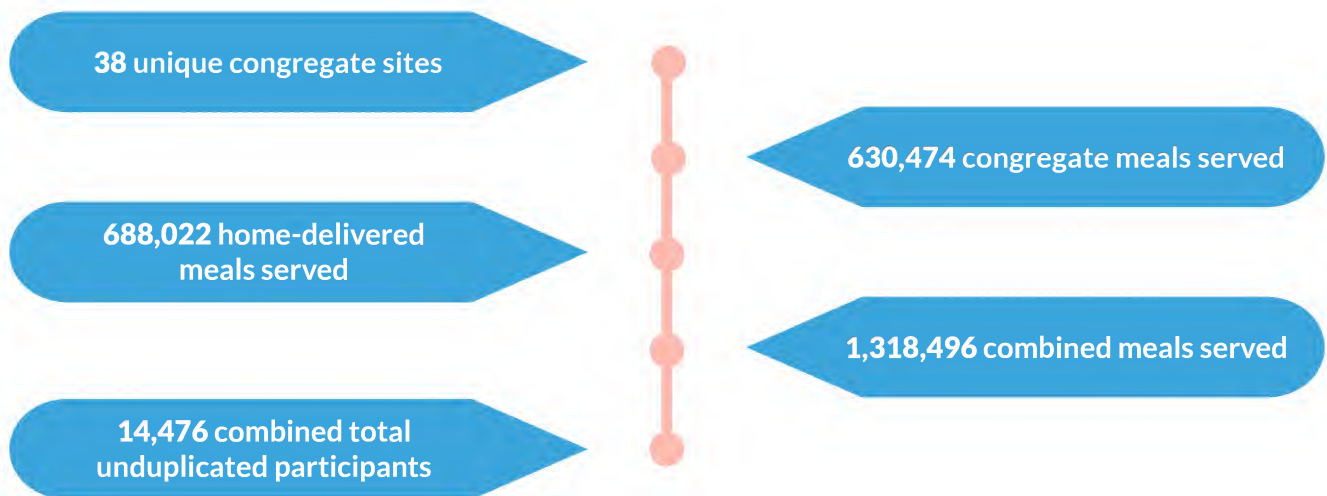 38 unique congregate sites
630,474 congregate meals served
688,022 home-delivered
meals served
1,318,496 combined meals served
14,476 combined total
unduplicated participants